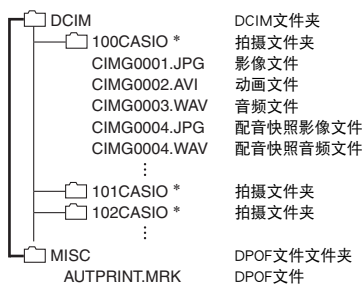 DCIM DCIM文件夹
100CASIO * 拍摄文件夹
CIMG0001.JPG 影像文件
CIMG0002.AVI 动画文件
CIMG0003.WAV 音频文件
CIMG0004.JPG 配音快照影像文件
CIMG0004.WAV 配音快照音频文件
⋮
101CASIO * 拍摄文件夹
102CASIO * 拍摄文件夹
⋮
MISC DPOF文件文件夹
AUTPRINT.MRK DPOF文件